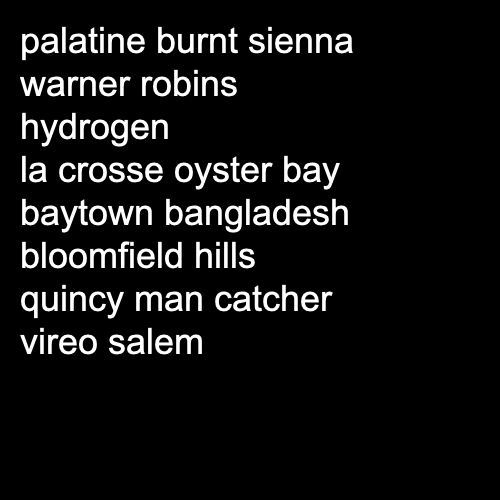 palatine burnt sienna
warner robins
hydrogen
la crosse oyster bay
baytown bangladesh
bloomfield hills
quincy man catcher
vireo salem